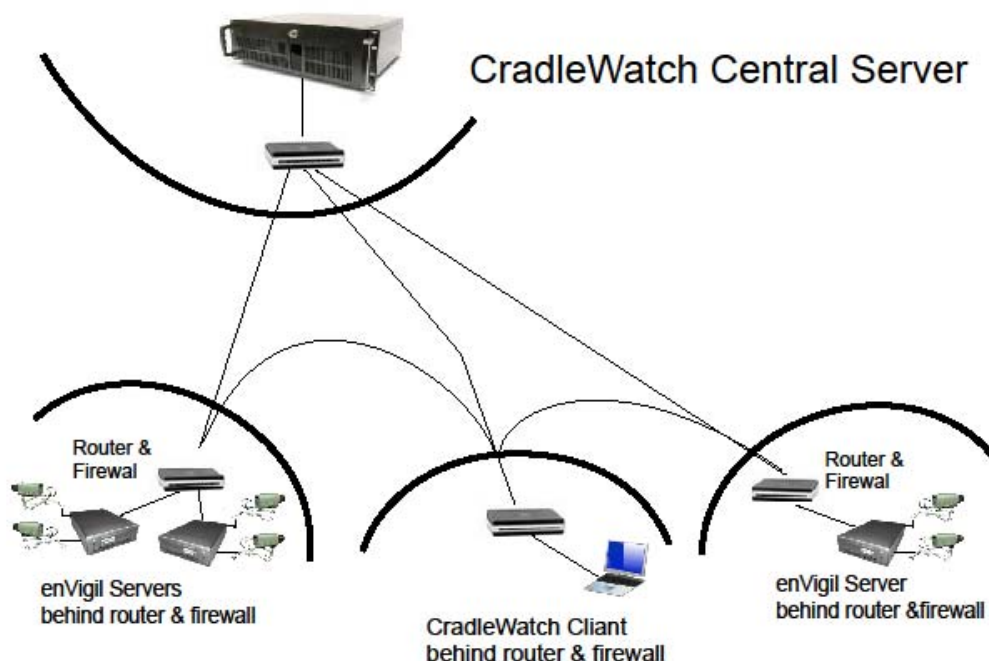 CradleWatch Central Server
Router &
Firewal
Router &
Firewal
enVigil Servers
behind router & firewall
CradleWatch Cliant
behind router & firewall
enVigil Server
behind router &firewall